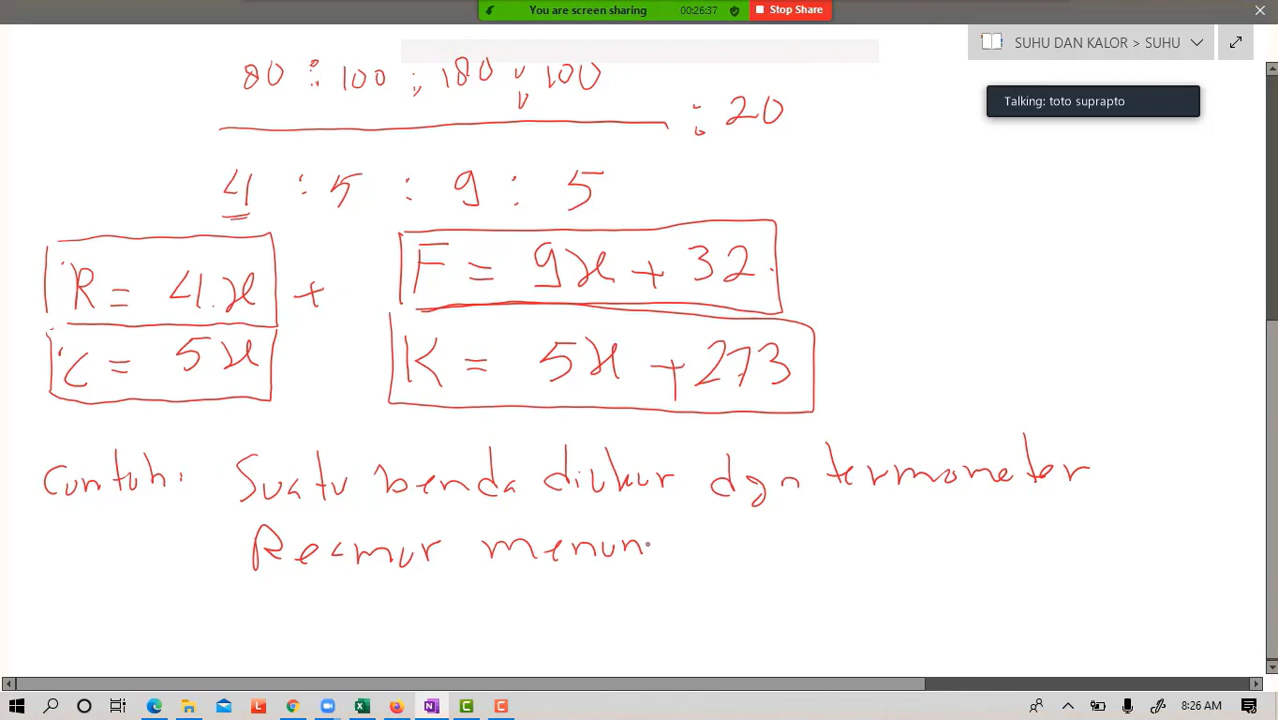 You are screen sharing 00:26:37 Stop Share
SUHU DAN KALOR > SUHU
Talking: toto suprapto
80 : 100 : 180 : 100
: 20
4 : 5 : 9 : 5
R = 4.x + F = 9x + 32.
C = 5x K = 5x + 273
Contoh: Suatu benda diukur dgn termometer
Reamur menun
8:26 AM